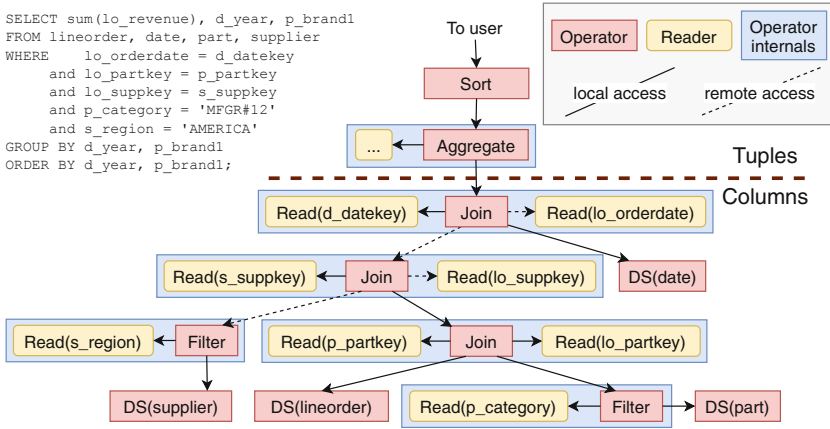 SELECT sum(lo_revenue), d_year, p_brand1
FROM lineorder, date, part, supplier
WHERE lo_orderdate = d_datekey
and lo_partkey = p_partkey
and lo_suppkey = s_suppkey
and p_category = 'MFGR#12'
and s_region = 'AMERICA'
GROUP BY d_year, p_brand1
ORDER BY d_year, p_brand1;
To user
Operator Reader Operator
internals
local access remote access
Sort
... Aggregate
Tuples
Columns
Read(d_datekey) Join Read(lo_orderdate)
Read(s_suppkey) Join Read(lo_suppkey) DS(date)
Read(s_region) Filter Read(p_partkey) Join Read(lo_partkey)
DS(supplier) DS(lineorder) Read(p_category) Filter DS(part)